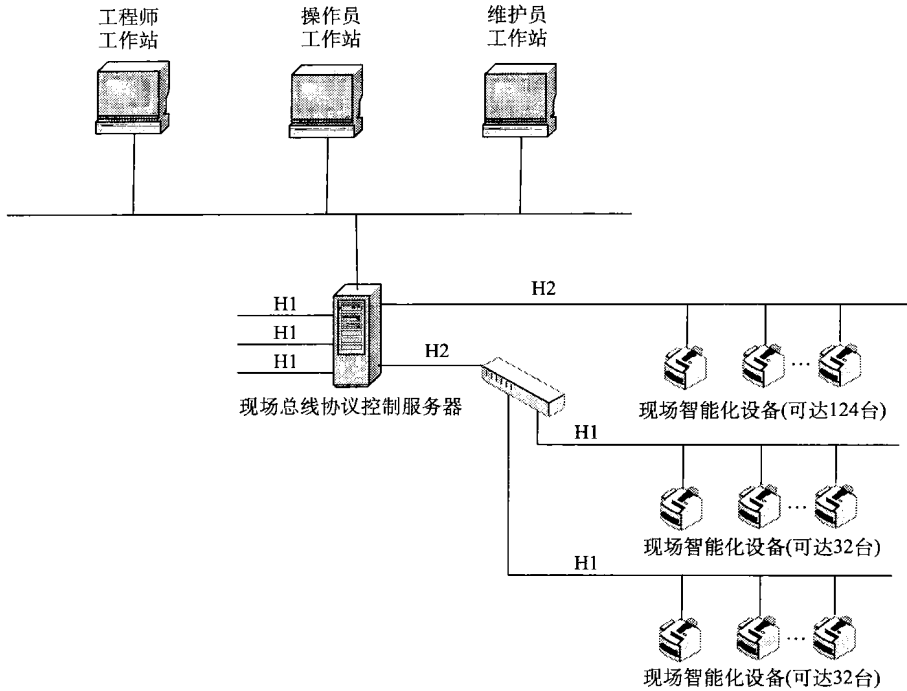 工程师
工作站
操作员
工作站
维护员
工作站
H2
H1
H1
H1
H2
现场总线协议控制服务器
现场智能化设备(可达124台)
H1
现场智能化设备(可达32台)
H1
现场智能化设备(可达32台)